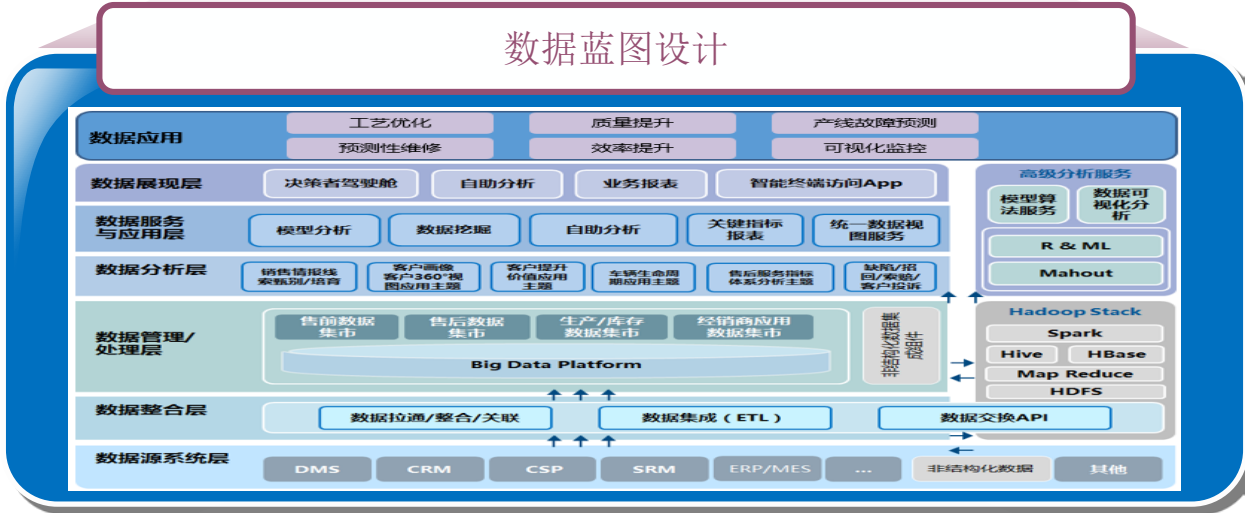 数据蓝图设计
数据应用
工艺优化
质量提升
产线故障预测
预测性维修
效率提升
可视化监控
数据展现层
决策者驾驶舱
自助分析
业务报表
智能终端访问App
高级分析服务
模型算
法服务
数据可
视化分
析
R & ML
Mahout
数据服务
与应用层
模型分析
数据挖掘
自助分析
关键指标
报表
统一数据视
图服务
数据分析层
销售情报线
索甄别/培育
客户画像
客户360°视
图应用主题
客户提升
价值应用
主题
车辆生命周
期应用主题
售后服务指标
体系分析主题
缺陷/招
回/索赔/
客户投诉
数据管理/
处理层
售前数据
集市
售后数据
集市
生产/库存
数据集市
经销商应用
数据集市
Big Data Platform
非结构化数据集
成组件
Hadoop Stack
Spark
Hive
HBase
Map Reduce
HDFS
数据整合层
数据拉通/整合/关联
数据集成（ETL）
数据交换API
数据源系统层
DMS
CRM
CSP
SRM
ERP/MES
...
非结构化数据
其他